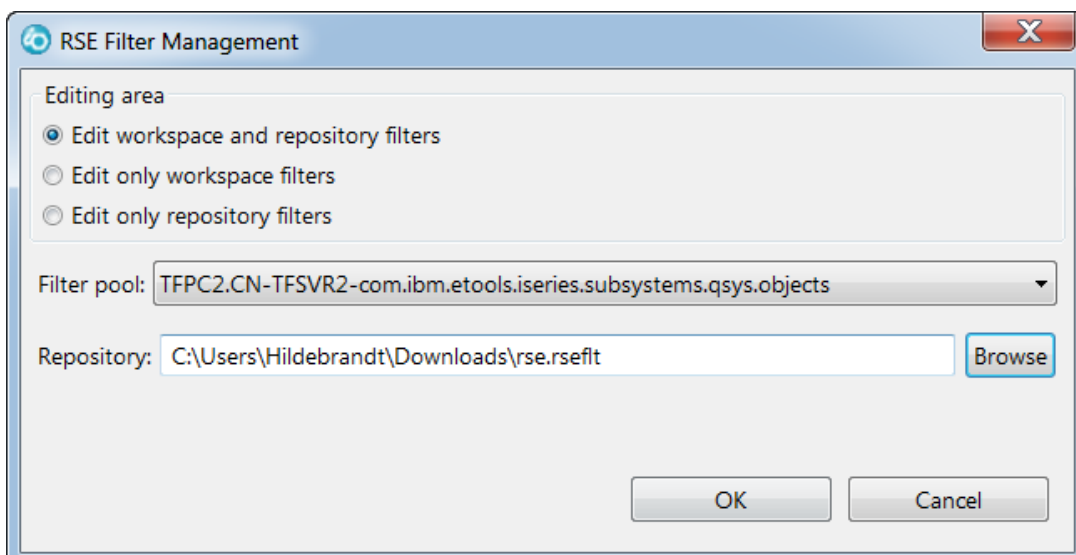 RSE Filter Management
Editing area
Edit workspace and repository filters
Edit only workspace filters
Edit only repository filters
Filter pool: TFPC2.CN-TFSVR2-com.ibm.etools.iseries.subsystems.qsys.objects
Repository: C:\Users\Hildebrandt\Downloads\rse.rseflt Browse
OK Cancel